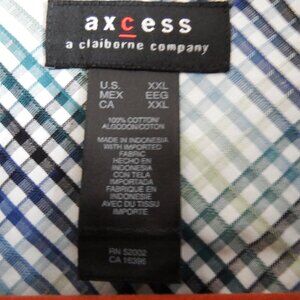 axcess
a claiborne company
U.S. XXL
MEX EEG
CA XXL
100% COTTON/
ALGODON/COTON
MADE IN INDONESIA
WITH IMPORTED
FABRIC
HECHO EN
INDONESIA
CON TELA
IMPORTADA
FABRIQUE EN
INDONESIE
AVEC DU TISSU
IMPORTE
RN 52002
CA 16396